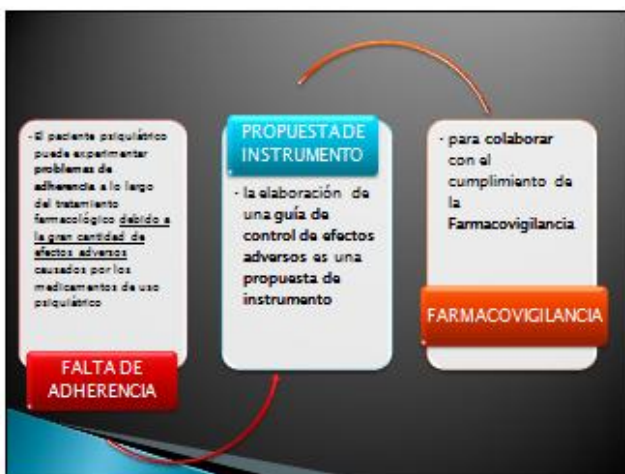 • El paciente psiquiátrico
puede experimentar
problemas de
adherencia a lo largo
del tratamiento
farmacológico debido a
la gran cantidad de
efectos adversos
causados por los
medicamentos de uso
psiquiátrico
FALTA DE
ADHERENCIA
PROPUESTA DE
INSTRUMENTO
• la elaboración de
una guía de
control de efectos
adversos es una
propuesta de
instrumento
• para colaborar
con el
cumplimiento de
la
Farmacovigilancia
FARMACOVIGILANCIA